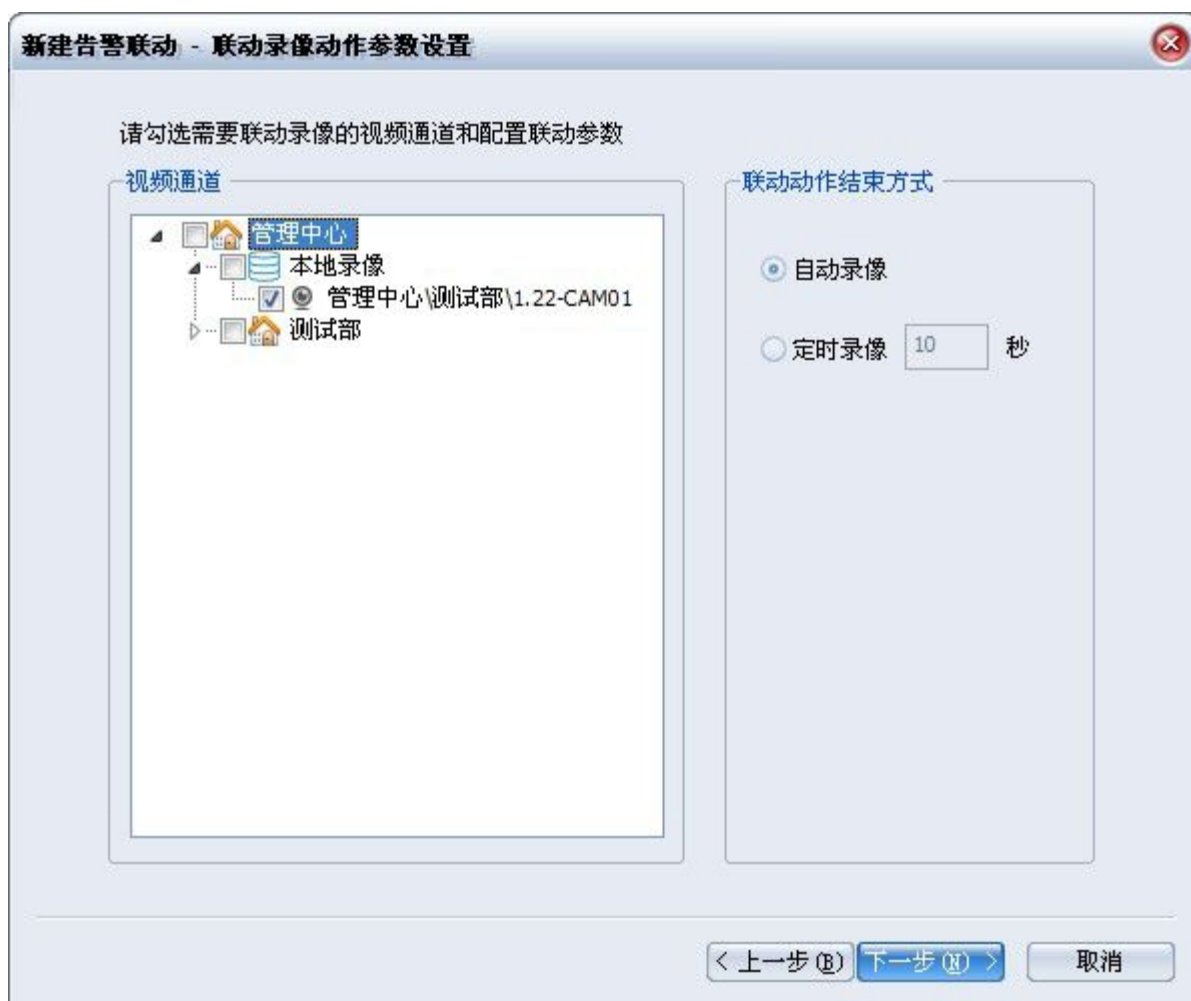 新建告警联动 - 联动录像动作参数设置
请勾选需要联动录像的视频通道和配置联动参数
视频通道
管理中心
本地录像
管理中心\测试部\1.22-CAM01
测试部
联动动作结束方式
自动录像
定时录像 10 秒
< 上一步(B) 下一步(N) > 取消